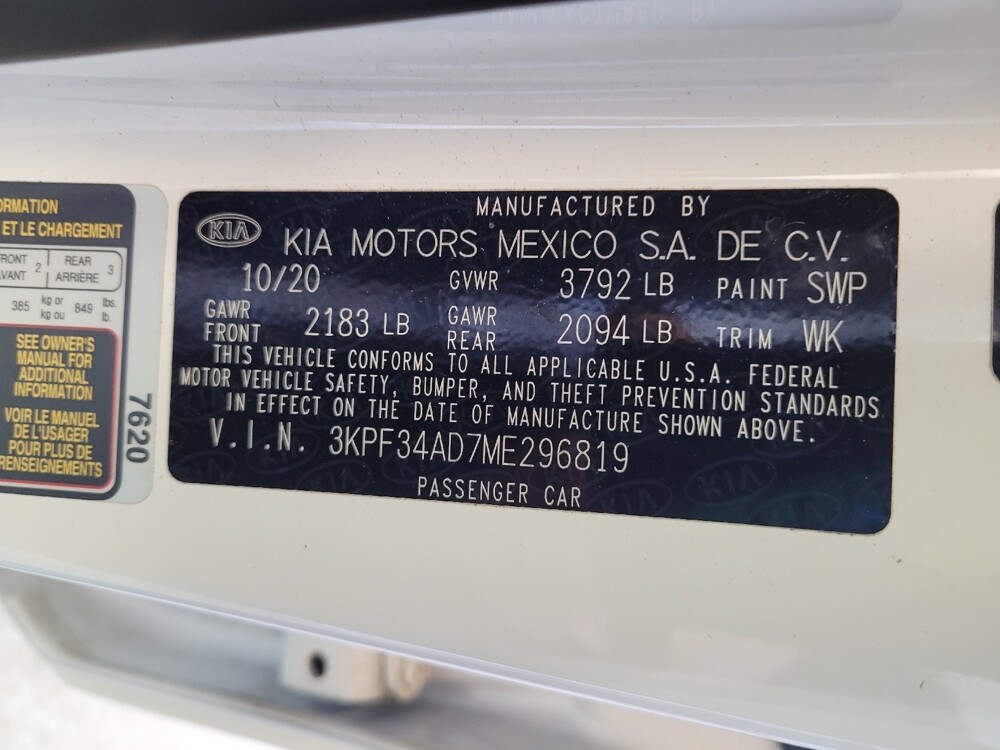 MANUFACTURED BY
KIA
KIA MOTORS MEXICO S.A. DE C.V.
10/20 GVWR 3792 LB PAINT SWP
GAWR FRONT 2183 LB GAWR REAR 2094 LB TRIM WK
THIS VEHICLE CONFORMS TO ALL APPLICABLE U.S.A. FEDERAL
MOTOR VEHICLE SAFETY, BUMPER, AND THEFT PREVENTION STANDARDS
IN EFFECT ON THE DATE OF MANUFACTURE SHOWN ABOVE.
V.I.N. 3KPF34AD7ME296819
PASSENGER CAR
ET LE CHARGEMENT
2 REAR ARRIÈRE 3
385 kg or kg ou 849 lbs. lb.
SEE OWNER'S
MANUAL FOR
ADDITIONAL
INFORMATION
VOIR LE MANUEL
DE L'USAGER
POUR PLUS DE
RENSEIGNEMENTS
7620